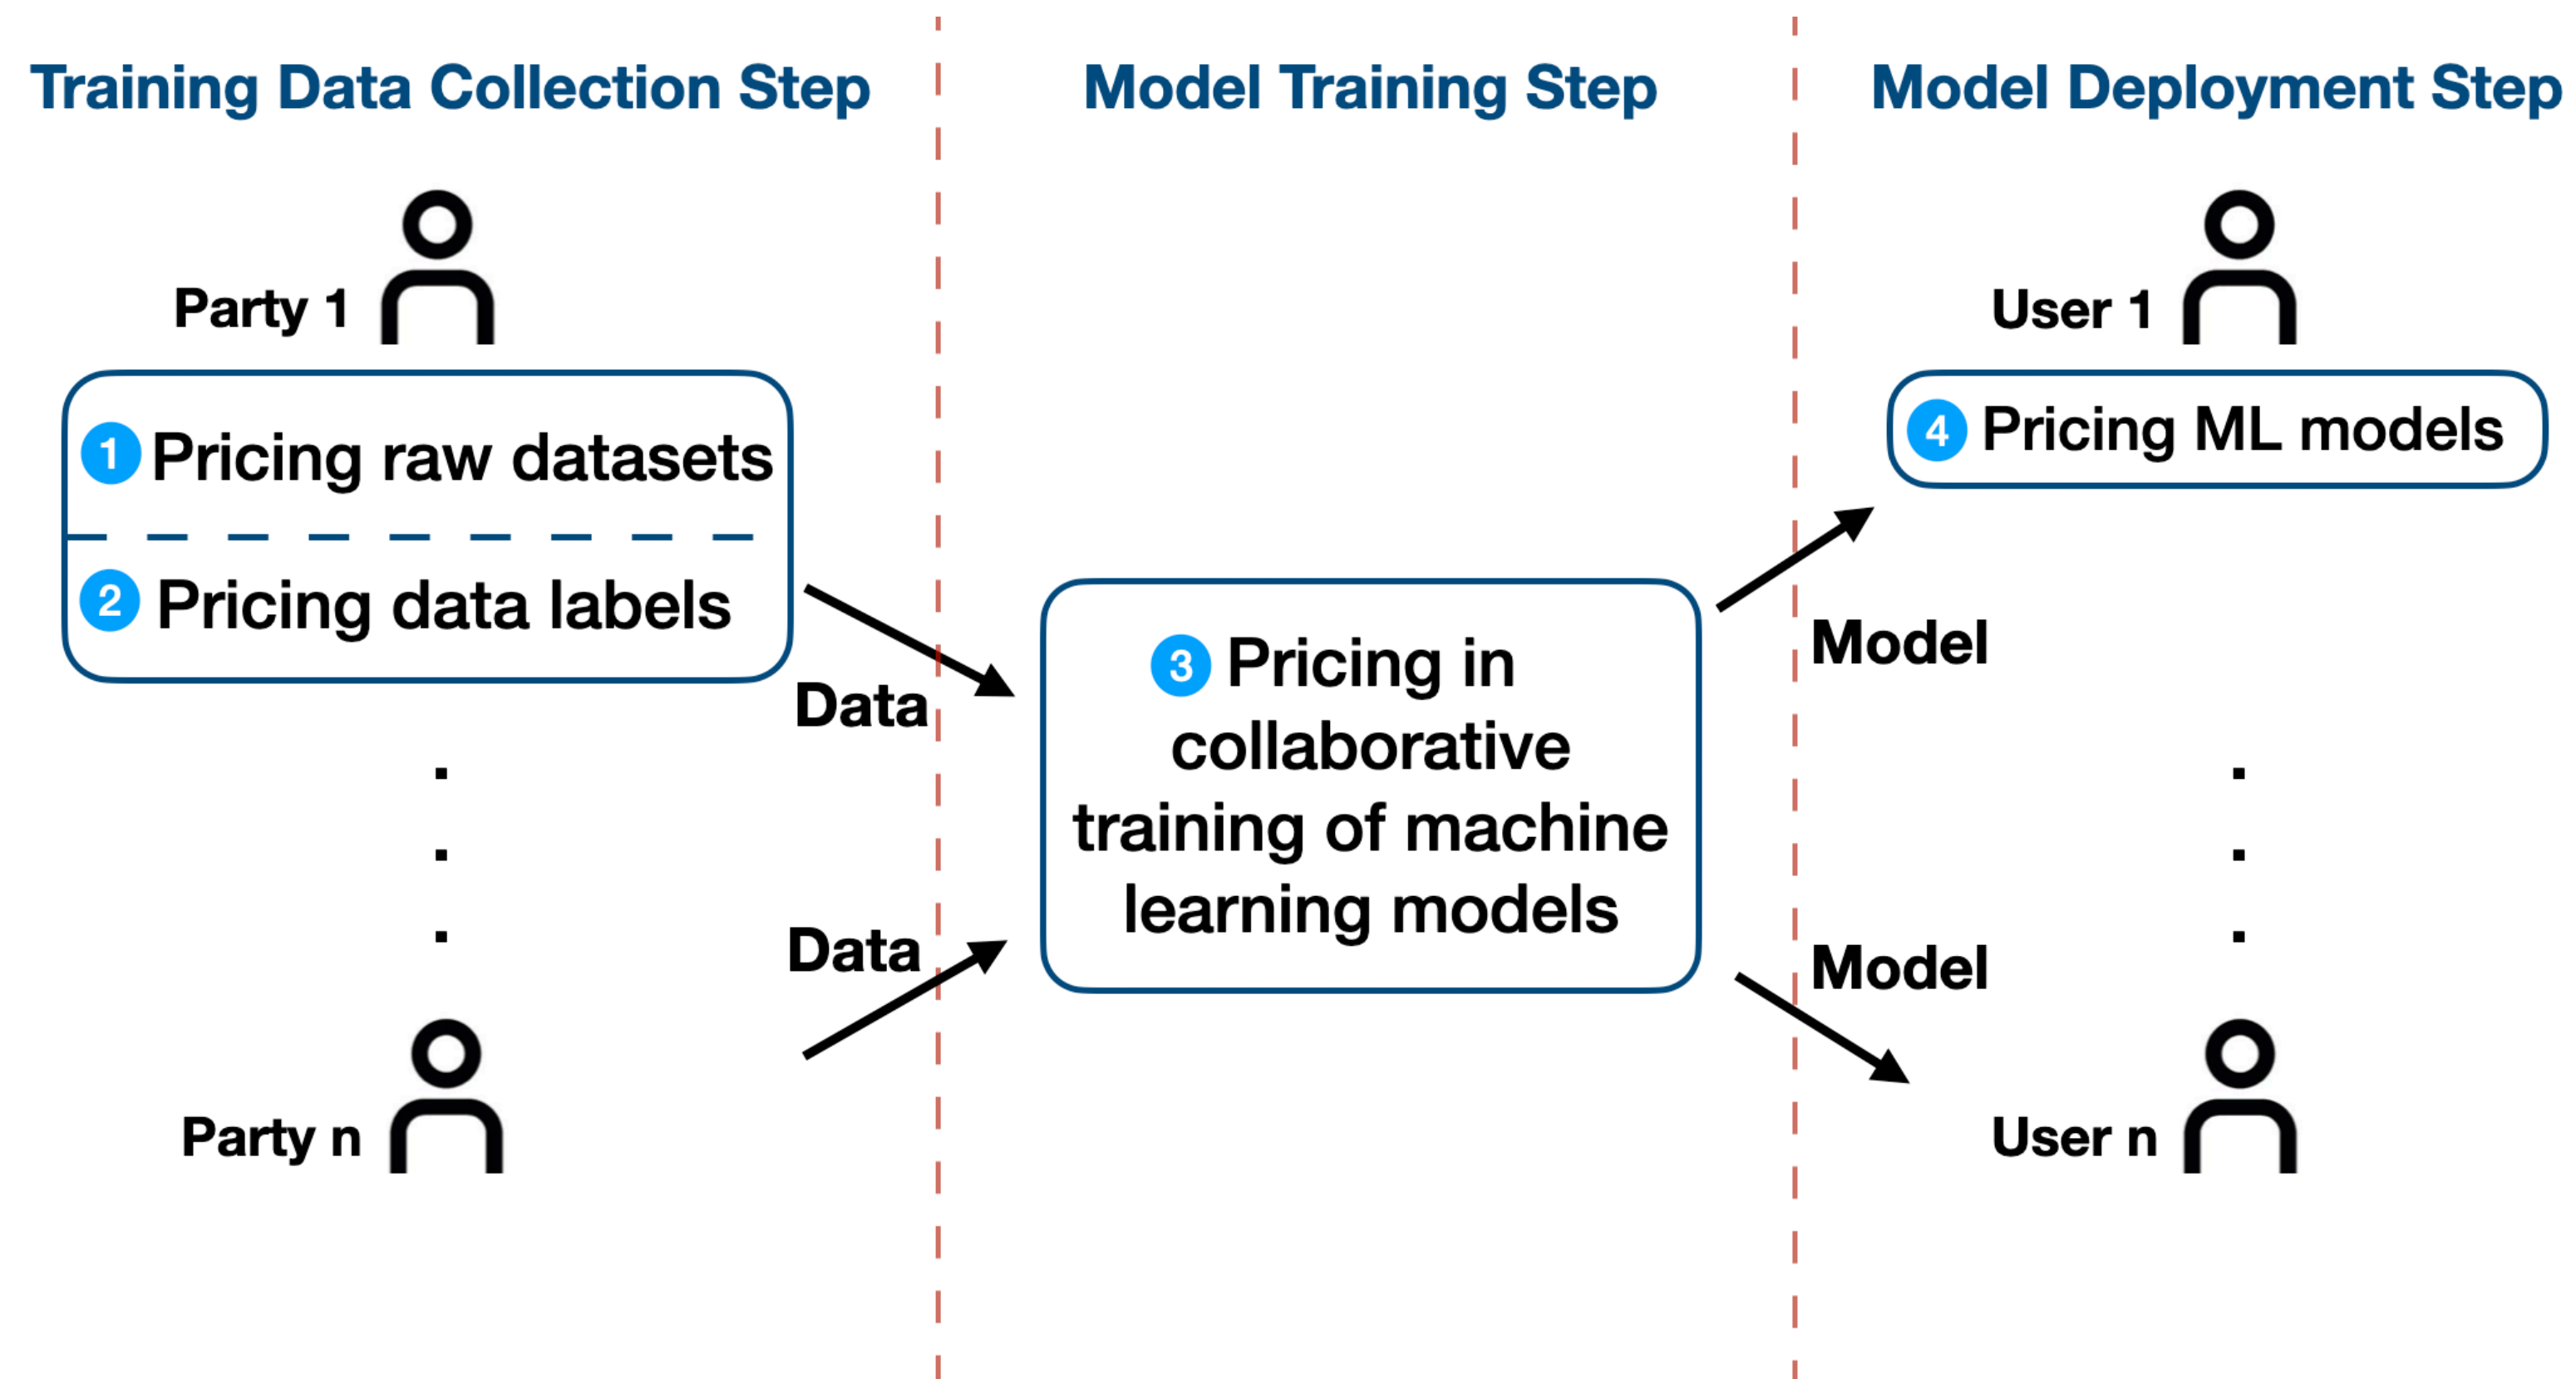 Training Data Collection Step
Party 1
1 Pricing raw datasets
2 Pricing data labels
Data
.
.
.
Data
Party n
Model Training Step
3 Pricing in
collaborative
training of machine
learning models
Model Deployment Step
User 1
4 Pricing ML models
Model
.
.
.
Model
User n